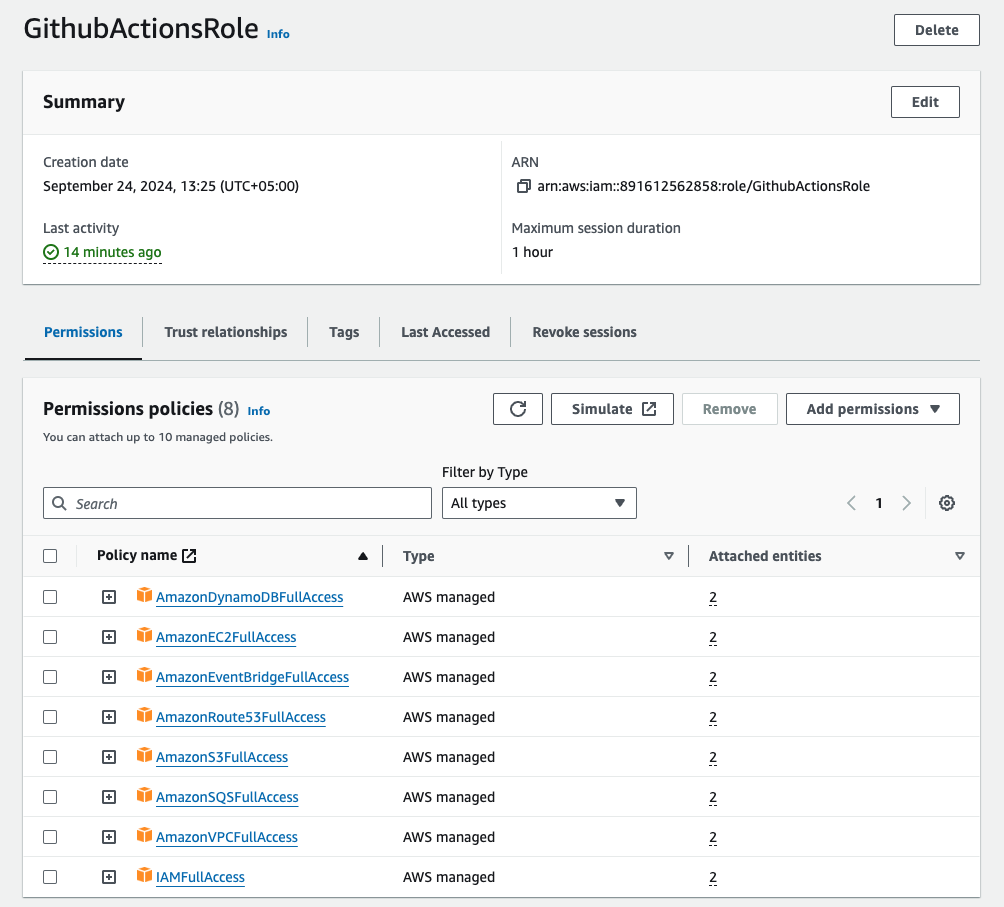 GithubActionsRole Info
Delete
Summary
Edit
Creation date
September 24, 2024, 13:25 (UTC+05:00)
ARN
arn:aws:iam::891612562858:role/GithubActionsRole
Last activity
14 minutes ago
Maximum session duration
1 hour
Permissions Trust relationships Tags Last Accessed Revoke sessions
Permissions policies (8) Info
You can attach up to 10 managed policies.
Simulate Remove Add permissions
Filter by Type
Search All types 1
Policy name Type Attached entities
AmazonDynamoDBFullAccess AWS managed 2
AmazonEC2FullAccess AWS managed 2
AmazonEventBridgeFullAccess AWS managed 2
AmazonRoute53FullAccess AWS managed 2
AmazonS3FullAccess AWS managed 2
AmazonSQSFullAccess AWS managed 2
AmazonVPCFullAccess AWS managed 2
IAMFullAccess AWS managed 2